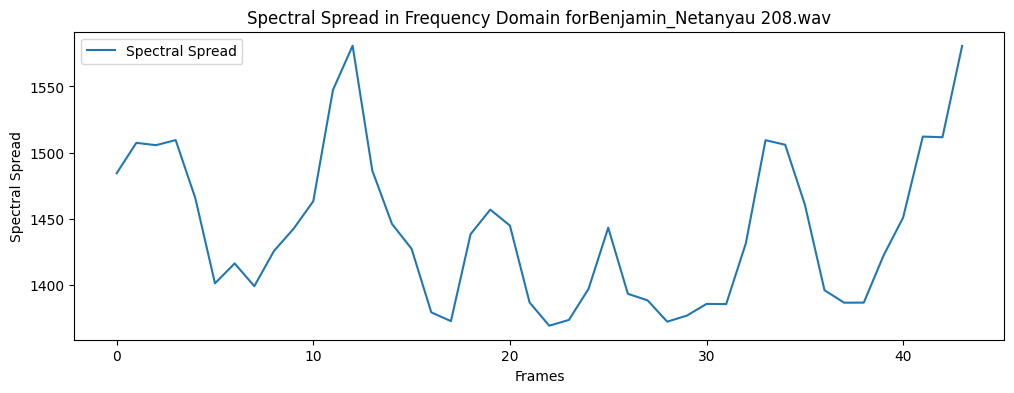 Spectral Spread in Frequency Domain forBenjamin_Netanyau 208.wav
Spectral Spread
Spectral Spread
1550
1500
1450
1400
0 10 20 30 40
Frames